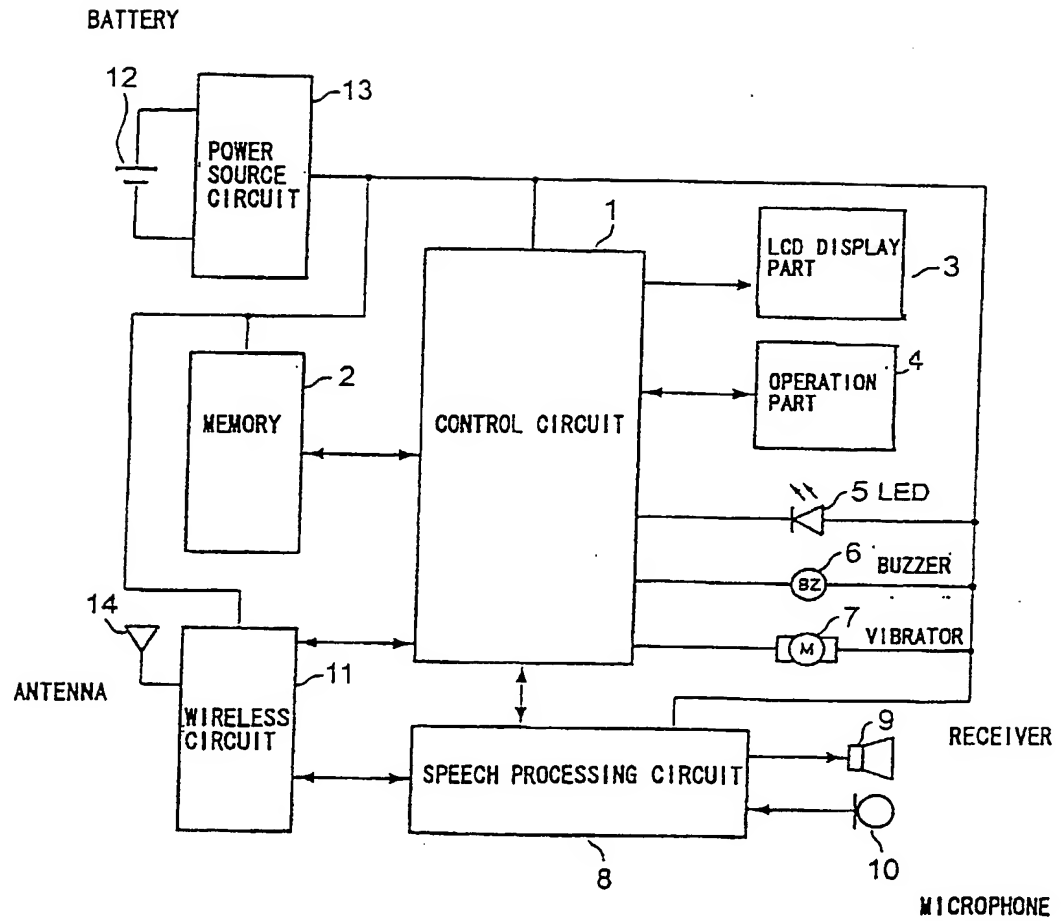 BATTERY
12
13
POWER
SOURCE
CIRCUIT
1
LCD DISPLAY
PART
3
2
MEMORY
CONTROL CIRCUIT
4
OPERATION
PART
5 LED
6
BZ
BUZZER
7
M
VIBRATOR
14
ANTENNA
11
WIRELESS
CIRCUIT
SPEECH PROCESSING CIRCUIT
8
9
RECEIVER
10
MICROPHONE